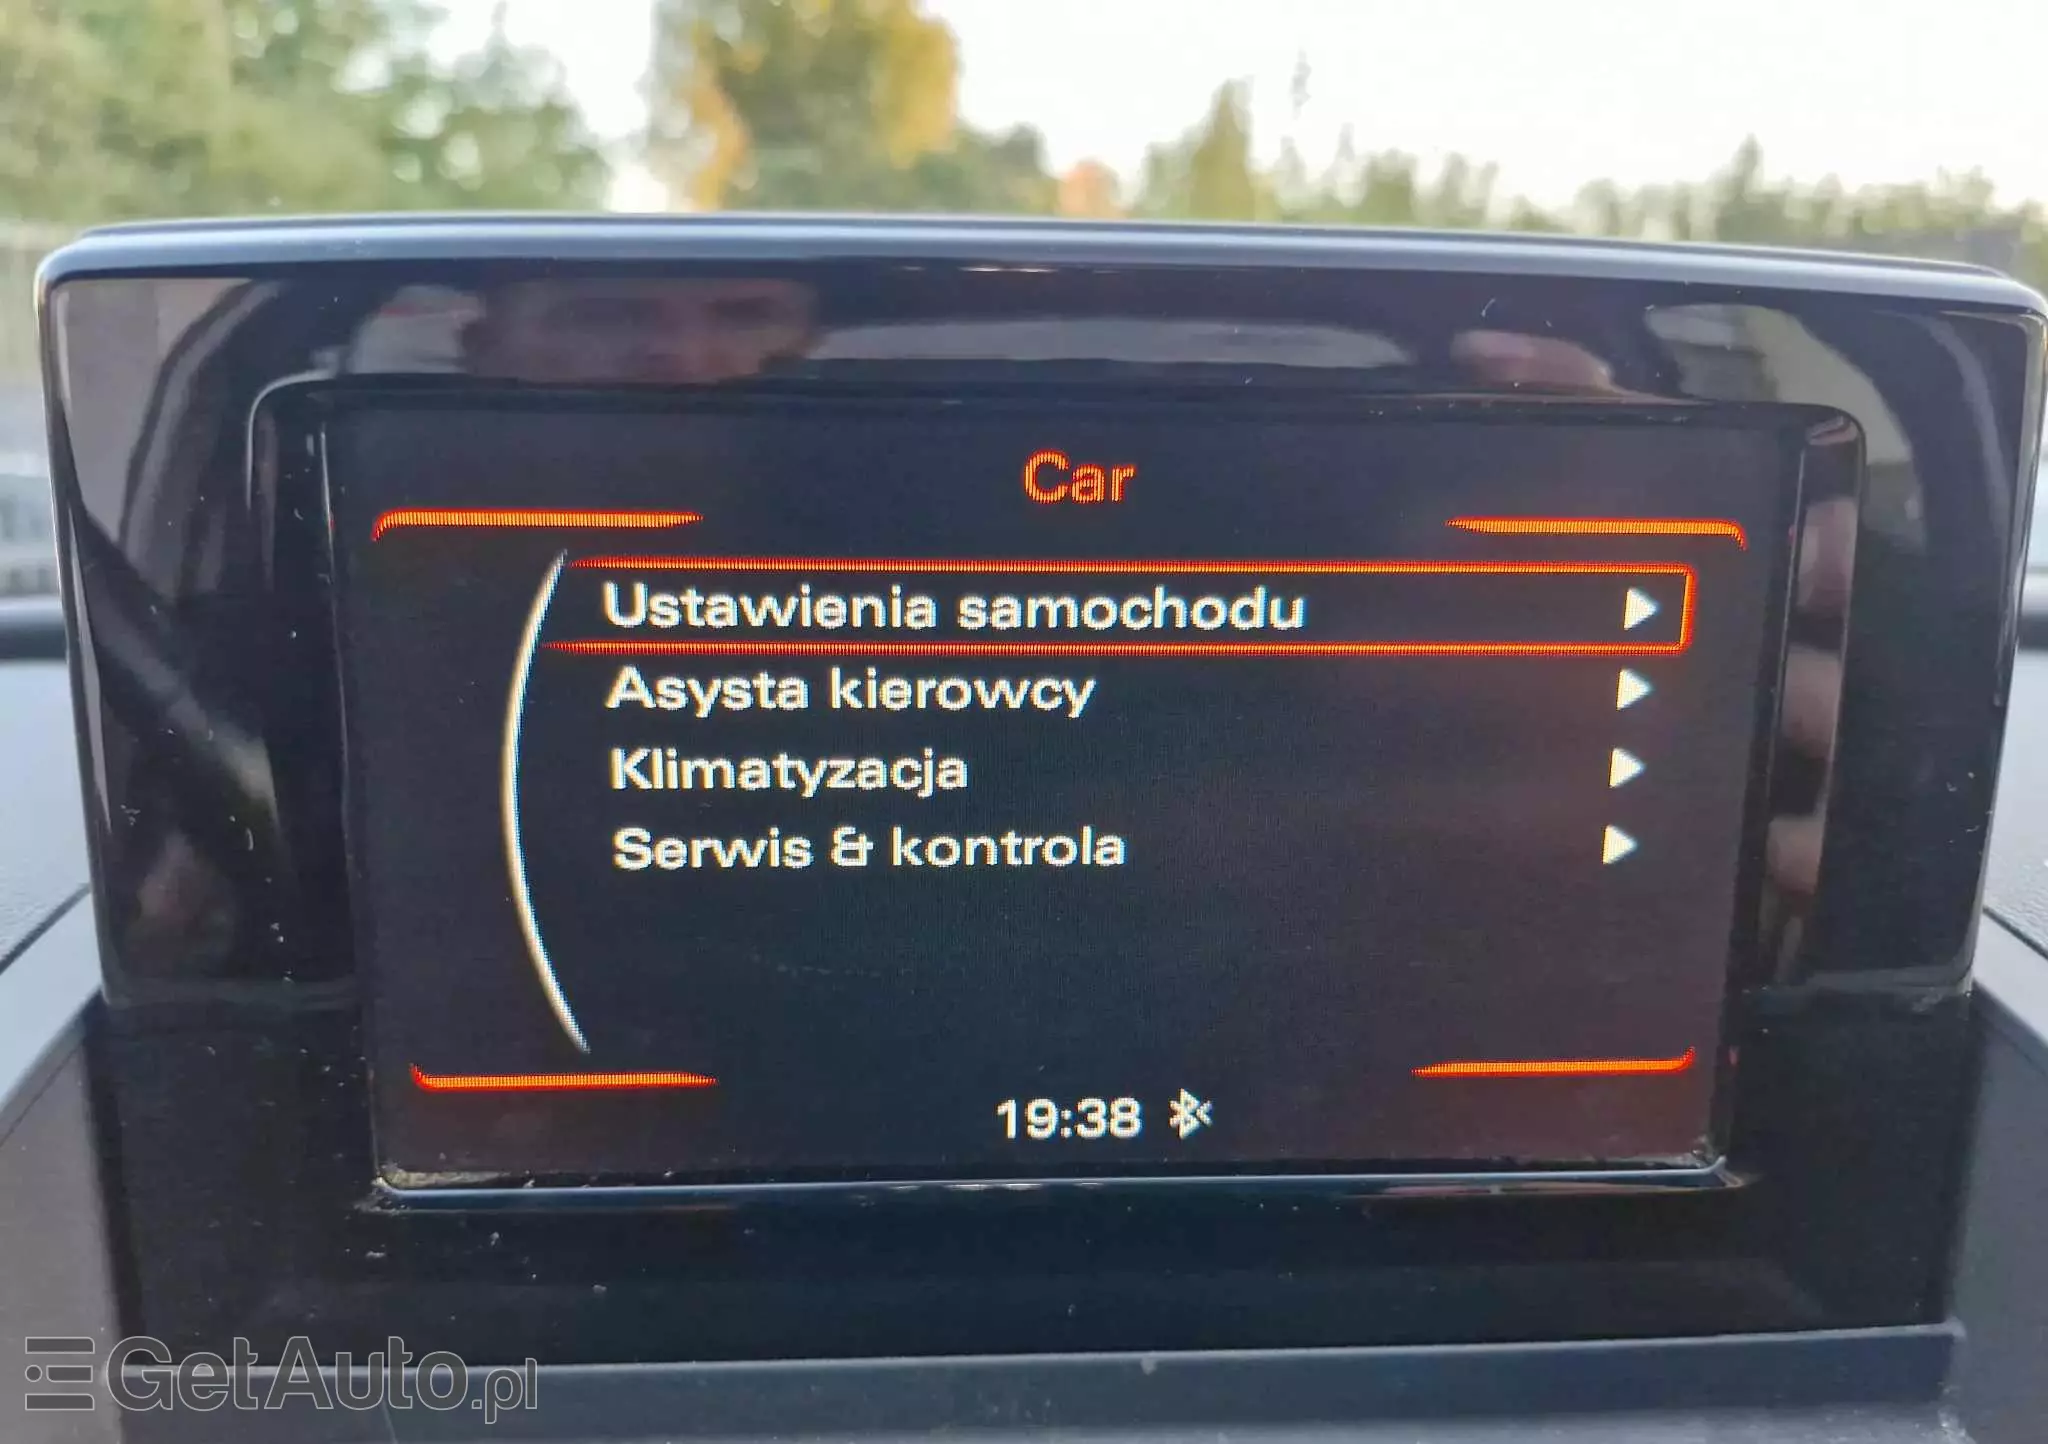 Car
Ustawienia samochodu
Asysta kierowcy
Klimatyzacja
Serwis & kontrola
19:38
GetAuto.pl